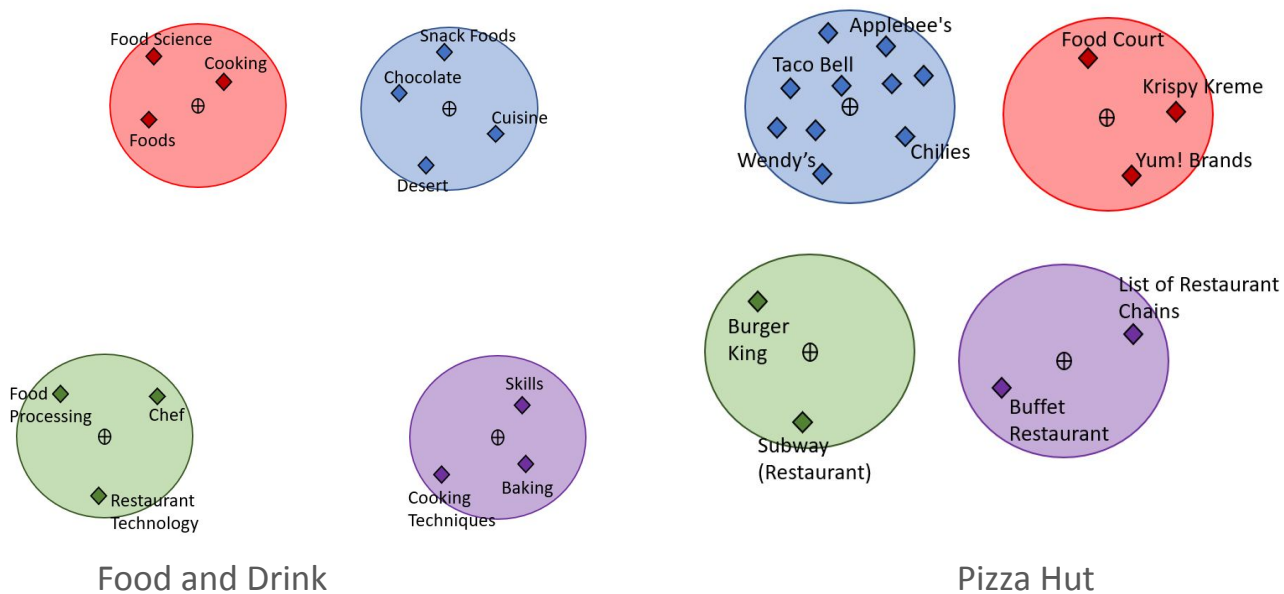 Food Science
Cooking
Foods
Snack Foods
Chocolate
Cuisine
Desert
Food
Processing
Chef
Restaurant
Technology
Skills
Baking
Cooking
Techniques
Food and Drink
Applebee's
Taco Bell
Wendy’s
Chilies
Food Court
Krispy Kreme
Yum! Brands
Burger
King
Subway
(Restaurant)
List of Restaurant
Chains
Buffet
Restaurant
Pizza Hut